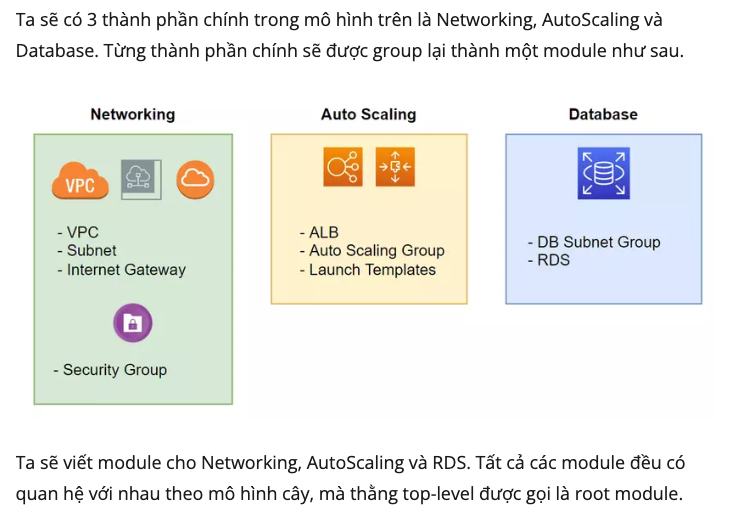 Ta sẽ có 3 thành phần chính trong mô hình trên là Networking, AutoScaling và
Database. Từng thành phần chính sẽ được group lại thành một module như sau.
Networking
Auto Scaling
Database
VPC
- VPC
- Subnet
- Internet Gateway
- Security Group
- ALB
- Auto Scaling Group
- Launch Templates
- DB Subnet Group
- RDS
Ta sẽ viết module cho Networking, AutoScaling và RDS. Tất cả các module đều có
quan hệ với nhau theo mô hình cây, mà thằng top-level được gọi là root module.